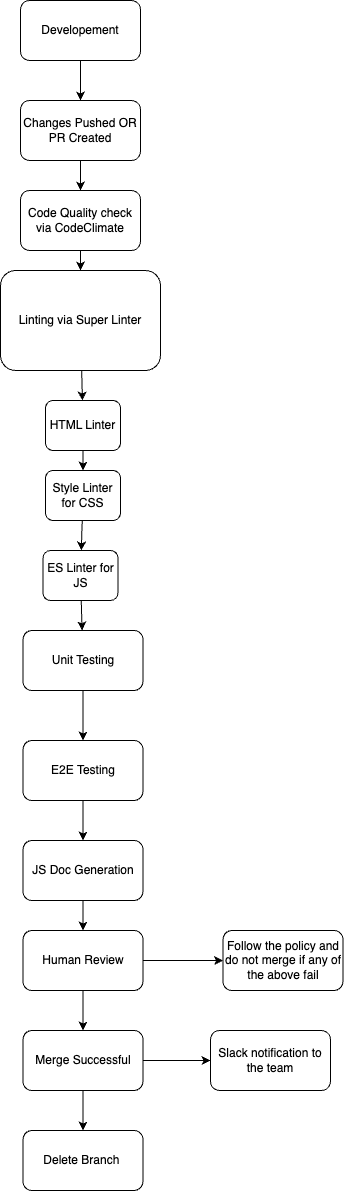 Developement
Changes Pushed OR
PR Created
Code Quality check
via CodeClimate
Linting via Super Linter
HTML Linter
Style Linter
for CSS
ES Linter for
JS
Unit Testing
E2E Testing
JS Doc Generation
Human Review
Follow the policy and
do not merge if any of
the above fail
Merge Successful
Slack notification to
the team
Delete Branch